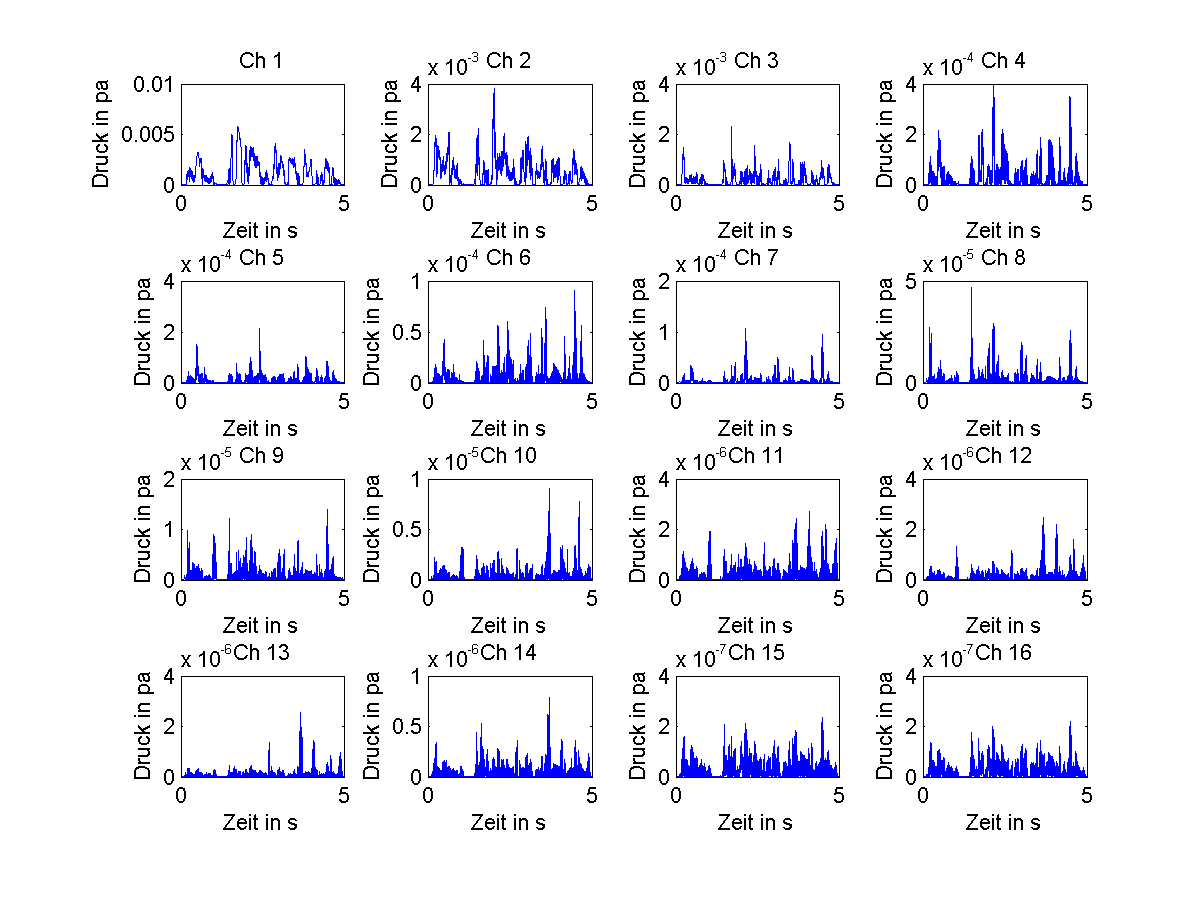 Ch 1
x 10^-3 Ch 2
x 10^-3 Ch 3
x 10^-4 Ch 4
0.01
0.005
0
4
2
0
4
2
0
4
2
0
Druck in pa
Druck in pa
Druck in pa
Druck in pa
0 5
0 5
0 5
0 5
Zeit in s
Zeit in s
Zeit in s
Zeit in s
x 10^-4 Ch 5
x 10^-4 Ch 6
x 10^-4 Ch 7
x 10^-5 Ch 8
4
2
0
1
0.5
0
2
1
0
5
0
Druck in pa
Druck in pa
Druck in pa
Druck in pa
0 5
0 5
0 5
0 5
Zeit in s
Zeit in s
Zeit in s
Zeit in s
x 10^-5 Ch 9
x 10^-5 Ch 10
x 10^-6 Ch 11
x 10^-6 Ch 12
2
1
0
1
0.5
0
4
2
0
4
2
0
Druck in pa
Druck in pa
Druck in pa
Druck in pa
0 5
0 5
0 5
0 5
Zeit in s
Zeit in s
Zeit in s
Zeit in s
x 10^-6 Ch 13
x 10^-6 Ch 14
x 10^-7 Ch 15
x 10^-7 Ch 16
4
2
0
1
0.5
0
4
2
0
4
2
0
Druck in pa
Druck in pa
Druck in pa
Druck in pa
0 5
0 5
0 5
0 5
Zeit in s
Zeit in s
Zeit in s
Zeit in s